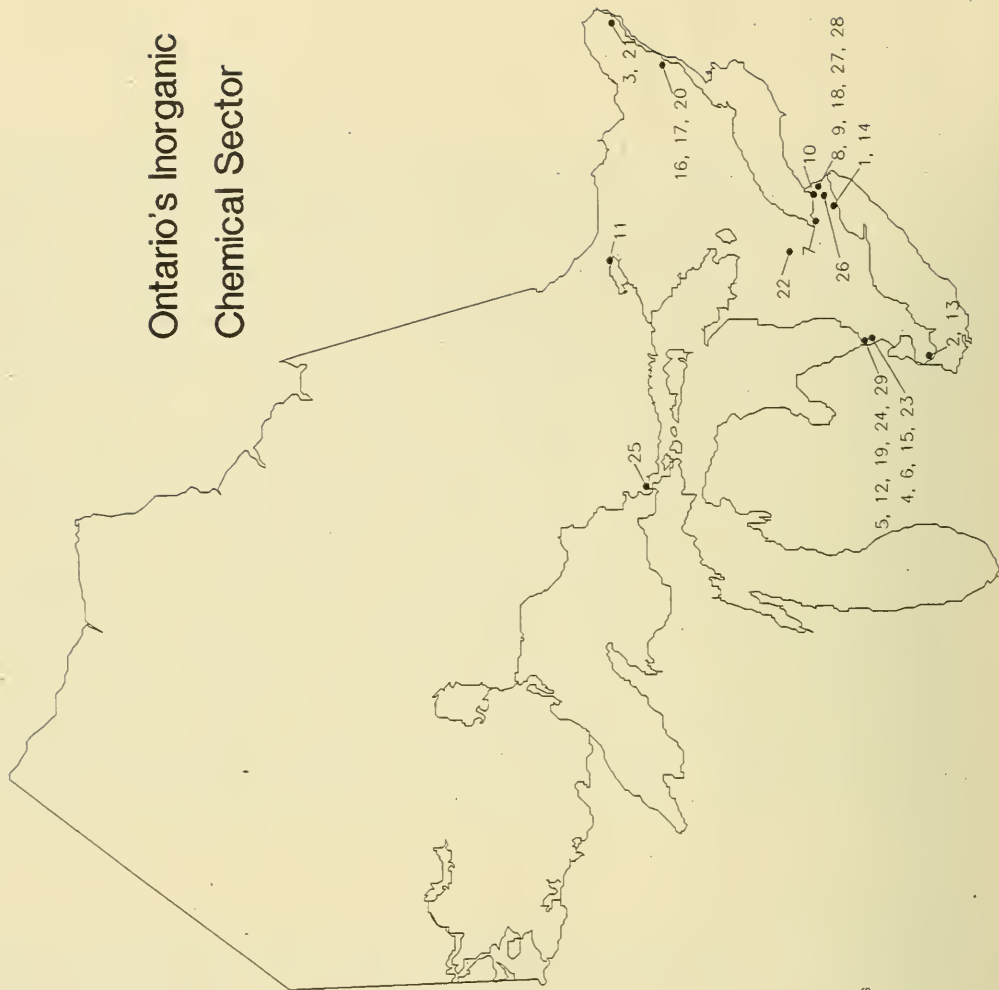 Ontario's Inorganic
Chemical Sector
3, 21
16, 17, 20
11
10
8, 9, 18, 27, 28
1, 14
7
26
22
2, 13
25
5, 12, 19, 24, 29
4, 6, 15, 23